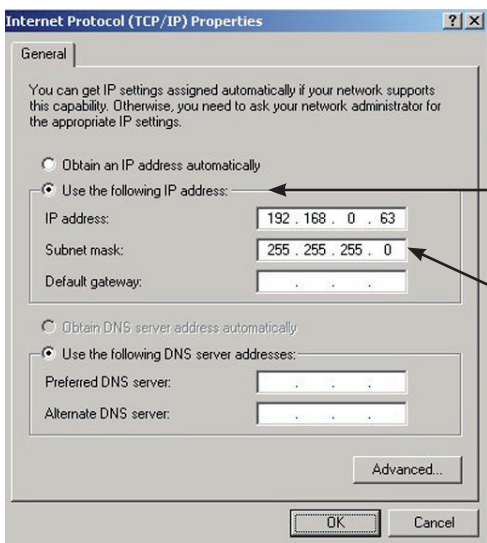 Internet Protocol (TCP/IP) Properties
General
You can get IP settings assigned automatically if your network supports
this capability. Otherwise, you need to ask your network administrator for
the appropriate IP settings.
Obtain an IP address automatically
Use the following IP address:
IP address: 192 . 168 . 0 . 63
Subnet mask: 255 . 255 . 255 . 0
Default gateway: . . .
Obtain DNS server address automatically
Use the following DNS server addresses:
Preferred DNS server: . . .
Alternate DNS server: . . .
Advanced...
OK Cancel